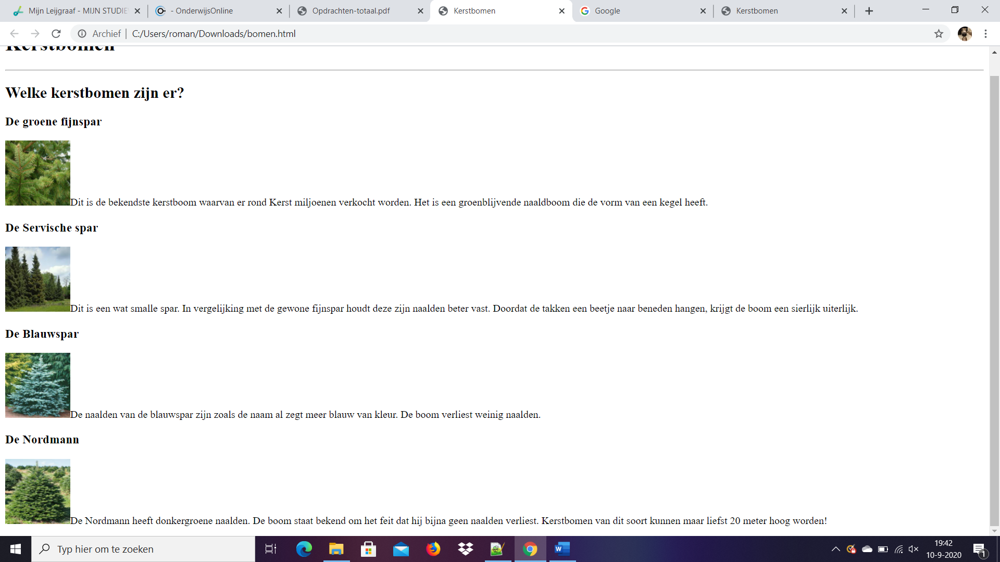 Mijn Leijgraaf - MIJN STUDIE
- OnderwijsOnline
Opdrachten-totaal.pdf
Kerstbomen
Google
Kerstbomen
Archief | C:/Users/roman/Downloads/bomen.html
Kerstbomen
Welke kerstbomen zijn er?
De groene fijnspar
Dit is de bekendste kerstboom waarvan er rond Kerst miljoenen verkocht worden. Het is een groenblijvende naaldboom die de vorm van een kegel heeft.
De Servische spar
Dit is een wat smalle spar. In vergelijking met de gewone fijnspar houdt deze zijn naalden beter vast. Doordat de takken een beetje naar beneden hangen, krijgt de boom een sierlijk uiterlijk.
De Blauwspar
De naalden van de blauwspar zijn zoals de naam al zegt meer blauw van kleur. De boom verliest weinig naalden.
De Nordmann
De Nordmann heeft donkergroene naalden. De boom staat bekend om het feit dat hij bijna geen naalden verliest. Kerstbomen van dit soort kunnen maar liefst 20 meter hoog worden!
Typ hier om te zoeken
W
19:42
10-9-2020
1